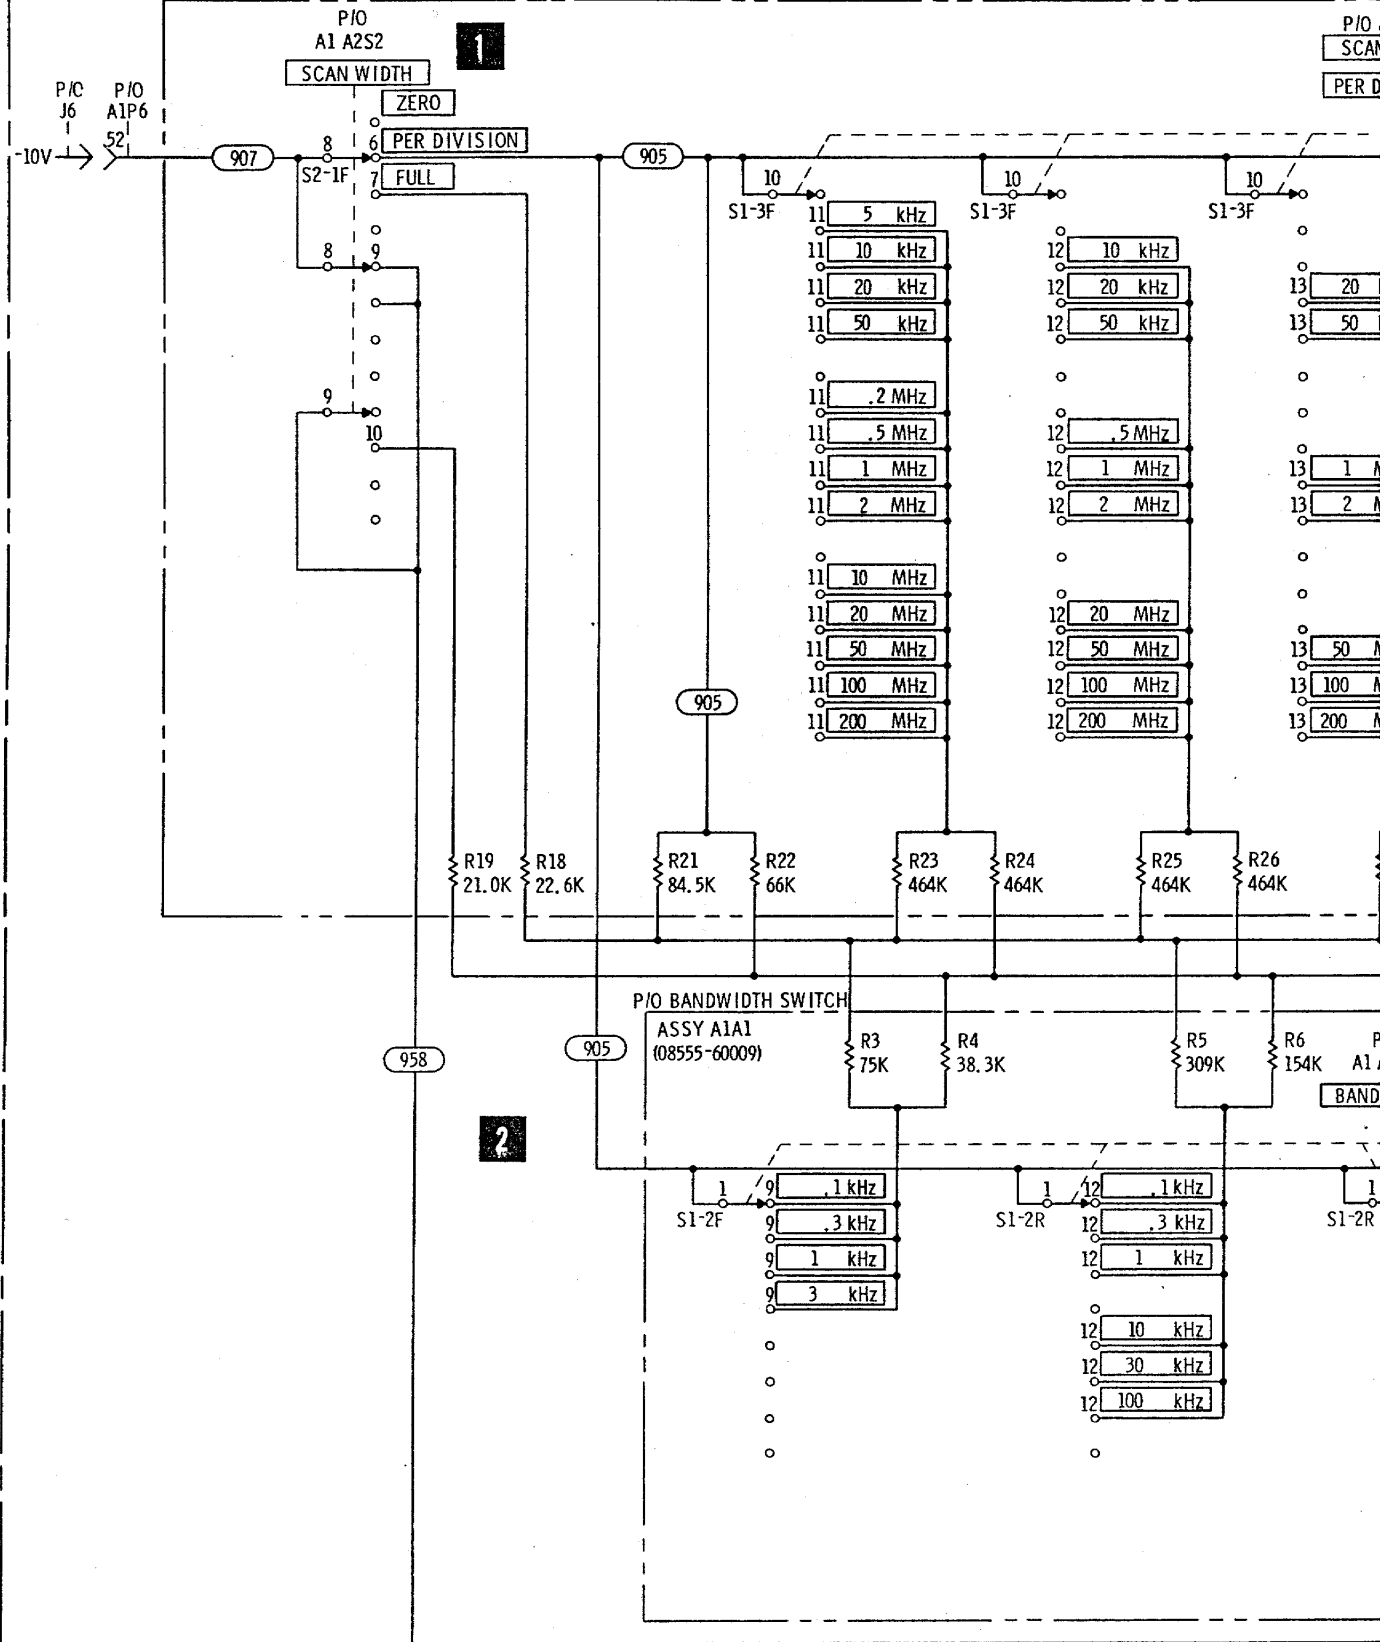 P/O
A1 A2S2
1
SCAN WIDTH
ZERO
PER DIVISION
FULL
P/O
J6
P/O
A1P6
-10V
52
907
8
S2-1F
6
7
8
9
9
10
905
P/O
SCAN
PER D
10
S1-3F
11 5 kHz
11 10 kHz
11 20 kHz
11 50 kHz
11 .2 MHz
11 .5 MHz
11 1 MHz
11 2 MHz
11 10 MHz
11 20 MHz
11 50 MHz
11 100 MHz
11 200 MHz
10
S1-3F
12 10 kHz
12 20 kHz
12 50 kHz
12 .5 MHz
12 1 MHz
12 2 MHz
12 20 MHz
12 50 MHz
12 100 MHz
12 200 MHz
10
S1-3F
13 20
13 50
13 1 M
13 2 M
13 50 M
13 100 M
13 200 M
905
R19
21.0K
R18
22.6K
R21
84.5K
R22
66K
R23
464K
R24
464K
R25
464K
R26
464K
P/O BANDWIDTH SWITCH
ASSY A1A1
(08555-60009)
958
905
R3
75K
R4
38.3K
R5
309K
R6
154K
P
A1
BAND
2
1
S1-2F
9 .1 kHz
9 .3 kHz
9 1 kHz
9 3 kHz
1
S1-2R
12 .1 kHz
12 .3 kHz
12 1 kHz
12 10 kHz
12 30 kHz
12 100 kHz
1
S1-2R